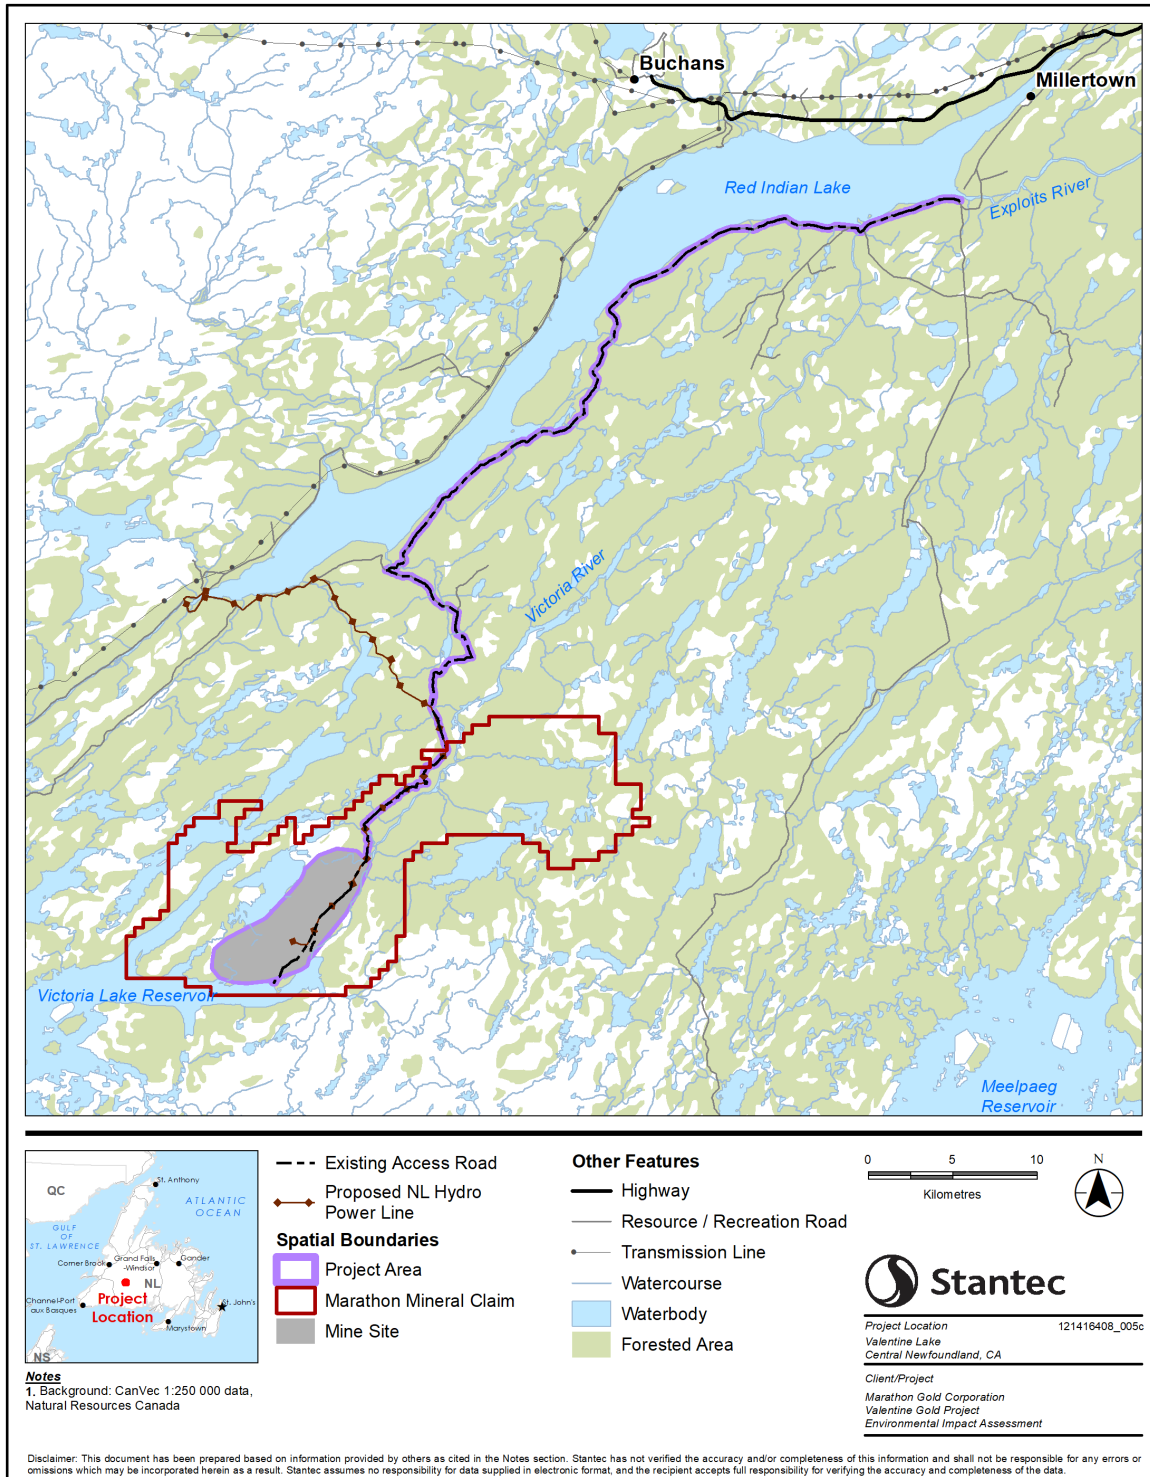 Buchans
Millertown
Red Indian Lake
Exploits River
Victoria River
Victoria Lake Reservoir
Meelpaeg
Reservoir
QC
St. Anthony
ATLANTIC
OCEAN
GULF
OF
ST. LAWRENCE
Corner Brook
Grand Falls
-Windsor
Gander
NL
Project
Location
Channel-Port
aux Basques
St. John's
Marystown
NS
Notes
1. Background: CanVec 1:250 000 data,
Natural Resources Canada
Existing Access Road
Proposed NL Hydro
Power Line
Spatial Boundaries
Project Area
Marathon Mineral Claim
Mine Site
Other Features
Highway
Resource / Recreation Road
Transmission Line
Watercourse
Waterbody
Forested Area
0 5 10
Kilometres
N
Stantec
Project Location 121416408_005c
Valentine Lake
Central Newfoundland, CA
Client/Project
Marathon Gold Corporation
Valentine Gold Project
Environmental Impact Assessment
Disclaimer: This document has been prepared based on information provided by others as cited in the Notes section. Stantec has not verified the accuracy and/or completeness of this information and shall not be responsible for any errors or
omissions which may be incorporated herein as a result. Stantec assumes no responsibility for data supplied in electronic format, and the recipient accepts full responsibility for verifying the accuracy and completeness of the data.